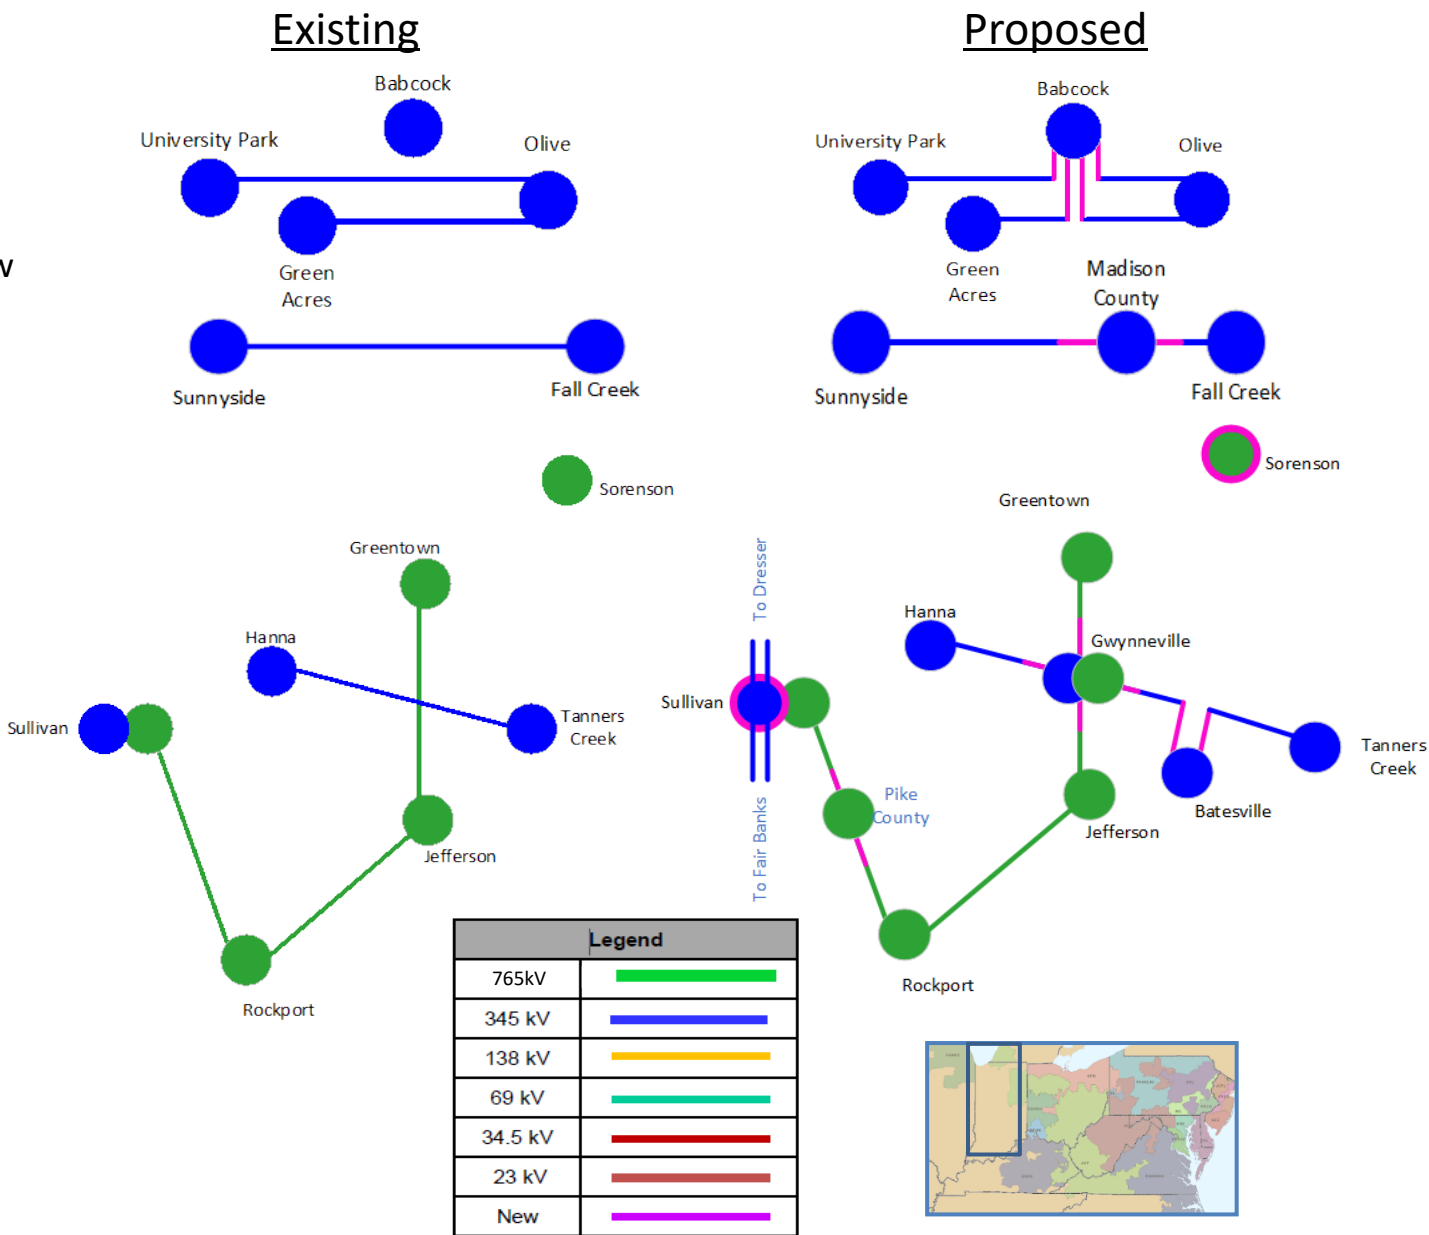 Existing
Proposed
Babcock
University Park
Olive
Green
Acres
Sunnyside
Fall Creek
Sorenson
Greentown
Hanna
Sullivan
Tanners
Creek
Jefferson
Rockport
w
Babcock
University Park
Olive
Green
Acres
Madison
County
Sunnyside
Fall Creek
Sorenson
Greentown
To Dresser
Hanna
Gwynneville
Sullivan
Tanners
Creek
Pike
County
Batesville
Jefferson
To Fair Banks
Rockport
Legend
765kV
345 kV
138 kV
69 kV
34.5 kV
23 kV
New